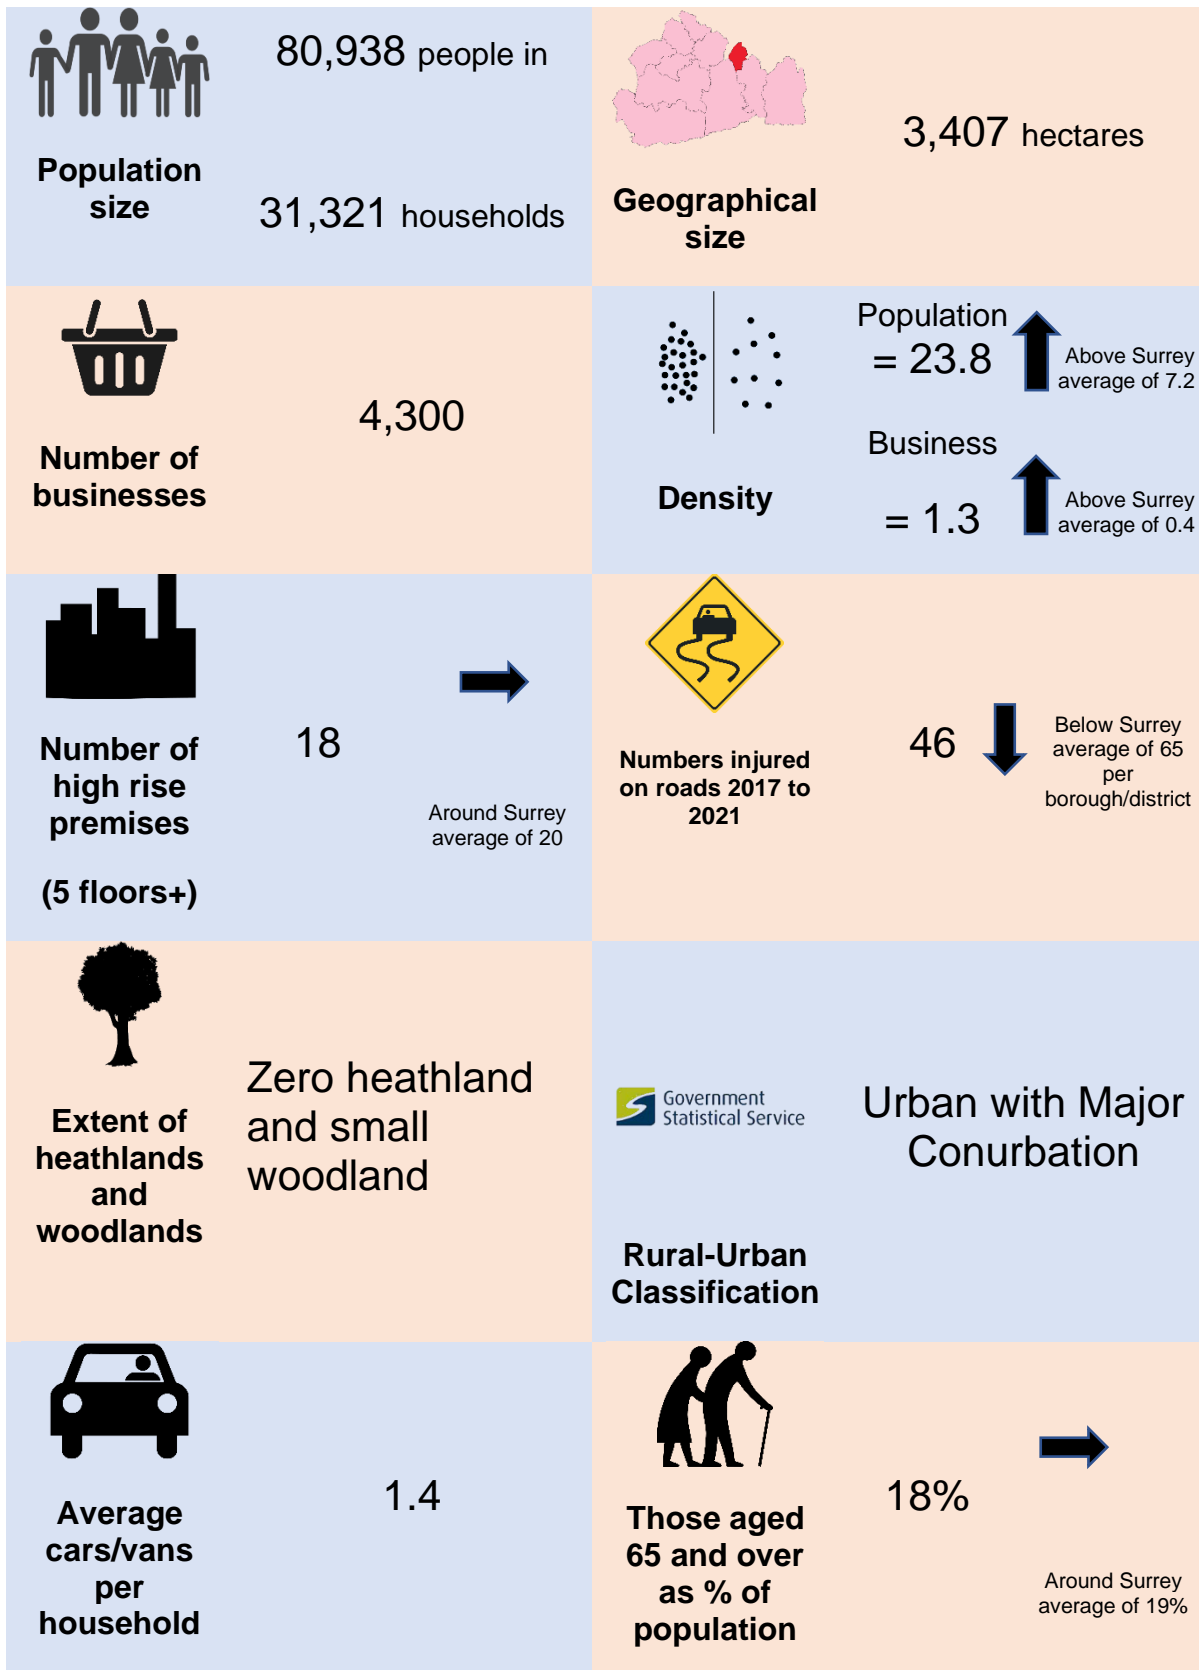 80,938 people in
Population
size
31,321 households
3,407 hectares
Geographical
size
Number of
businesses
4,300
Density
Population
= 23.8
Above Surrey
average of 7.2
Business
= 1.3
Above Surrey
average of 0.4
Number of
high rise
premises
(5 floors+)
18
Around Surrey
average of 20
Numbers injured
on roads 2017 to
2021
46
Below Surrey
average of 65
per
borough/district
Extent of
heathlands
and
woodlands
Zero heathland
and small
woodland
Government
Statistical Service
Rural-Urban
Classification
Urban with Major
Conurbation
Average
cars/vans
per
household
1.4
Those aged
65 and over
as % of
population
18%
Around Surrey
average of 19%